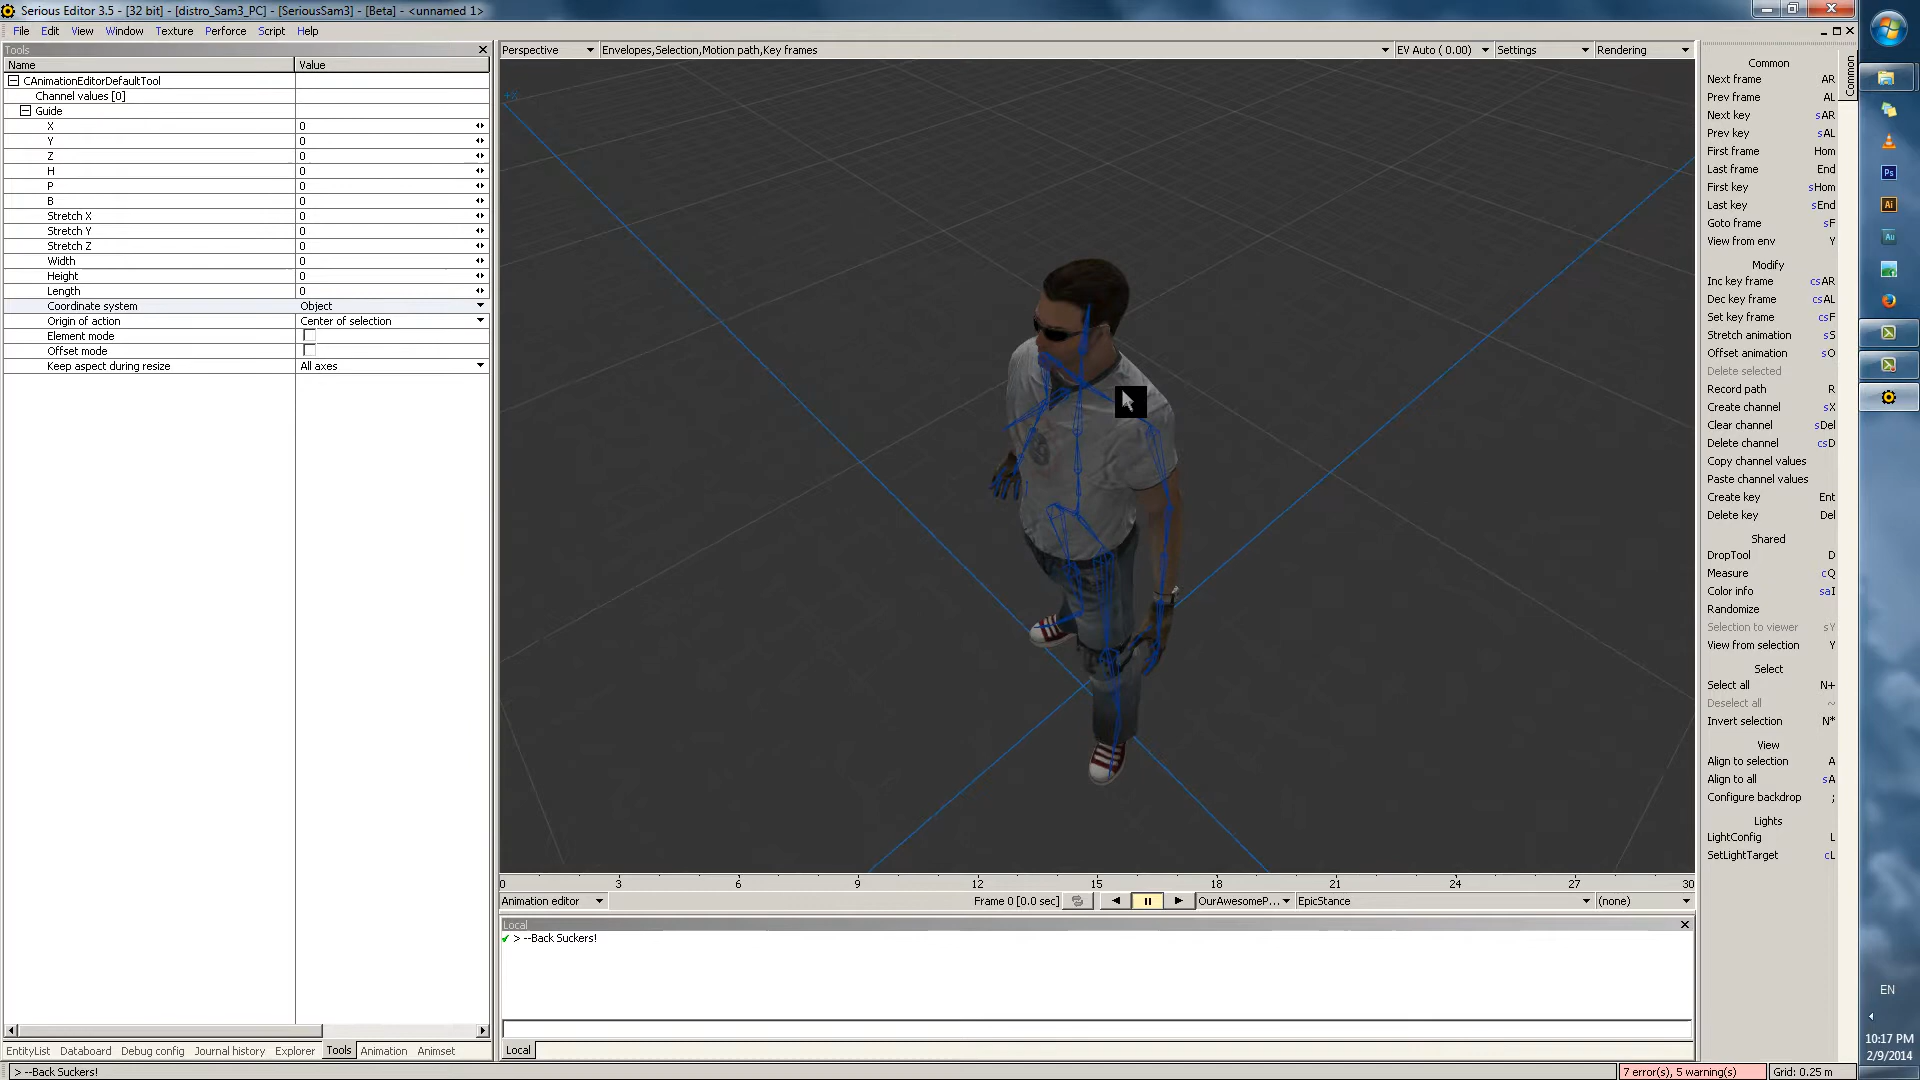 Serious Editor 3.5 - [32 bit] - [distro_Sam3_PC] - [SeriousSam3] - [Beta] - <unnamed 1>
File Edit View Window Texture Perforce Script Help
Tools
Name Value
CAnimationEditorDefaultTool
Channel values [0]
Guide
X 0
Y 0
Z 0
H 0
P 0
B 0
Stretch X 0
Stretch Y 0
Stretch Z 0
Width 0
Height 0
Length 0
Coordinate system Object
Origin of action Center of selection
Element mode
Offset mode
Keep aspect during resize All axes
EntityList Databoard Debug config Journal history Explorer Tools Animation Animset
> --Back Suckers!
Perspective Envelopes,Selection,Motion path,Key frames EV Auto ( 0.00) Settings Rendering
0 3 6 9 12 15 18 21 24 27 30
Animation editor Frame 0 [0.0 sec] OurAwesomeP... EpicStance (none)
Local
> --Back Suckers!
Local
7 error(s), 5 warning(s) Grid: 0.25 m
Common
Common
Next frame AR
Prev frame AL
Next key sAR
Prev key sAL
First frame Hom
Last frame End
First key sHom
Last key sEnd
Goto frame sF
View from env Y
Modify
Inc key frame csAR
Dec key frame csAL
Set key frame csF
Stretch animation sS
Offset animation sO
Delete selected
Record path R
Create channel sX
Clear channel sDel
Delete channel csD
Copy channel values
Paste channel values
Create key Ent
Delete key Del
Shared
DropTool D
Measure cQ
Color info saI
Randomize
Selection to viewer sY
View from selection Y
Select
Select all N+
Deselect all ~
Invert selection N*
View
Align to selection A
Align to all sA
Configure backdrop ;
Lights
LightConfig L
SetLightTarget cL
Ps
Ai
Au
EN
10:17 PM
2/9/2014